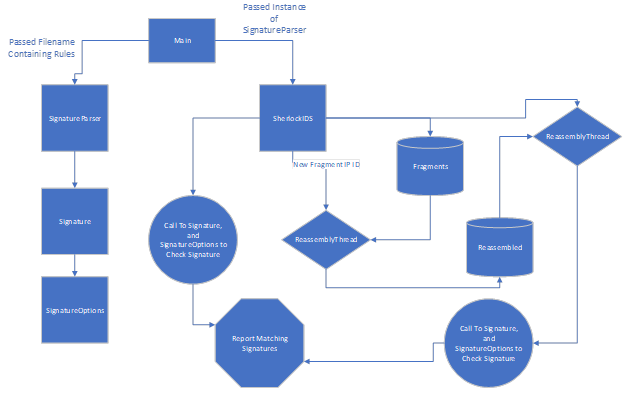 Passed Instance
of
SignatureParser
Passed Filename
Containing Rules
Main
SignatureParser
SherlockIDS
ReassemblyThread
New Fragment IP ID
Fragments
Signature
Call To Signature,
and
SignatureOptions to
Check Signature
ReassemblyThread
Reassembled
SignatureOptions
Report Matching
Signatures
Call To Signature,
and
SignatureOptions to
Check Signature